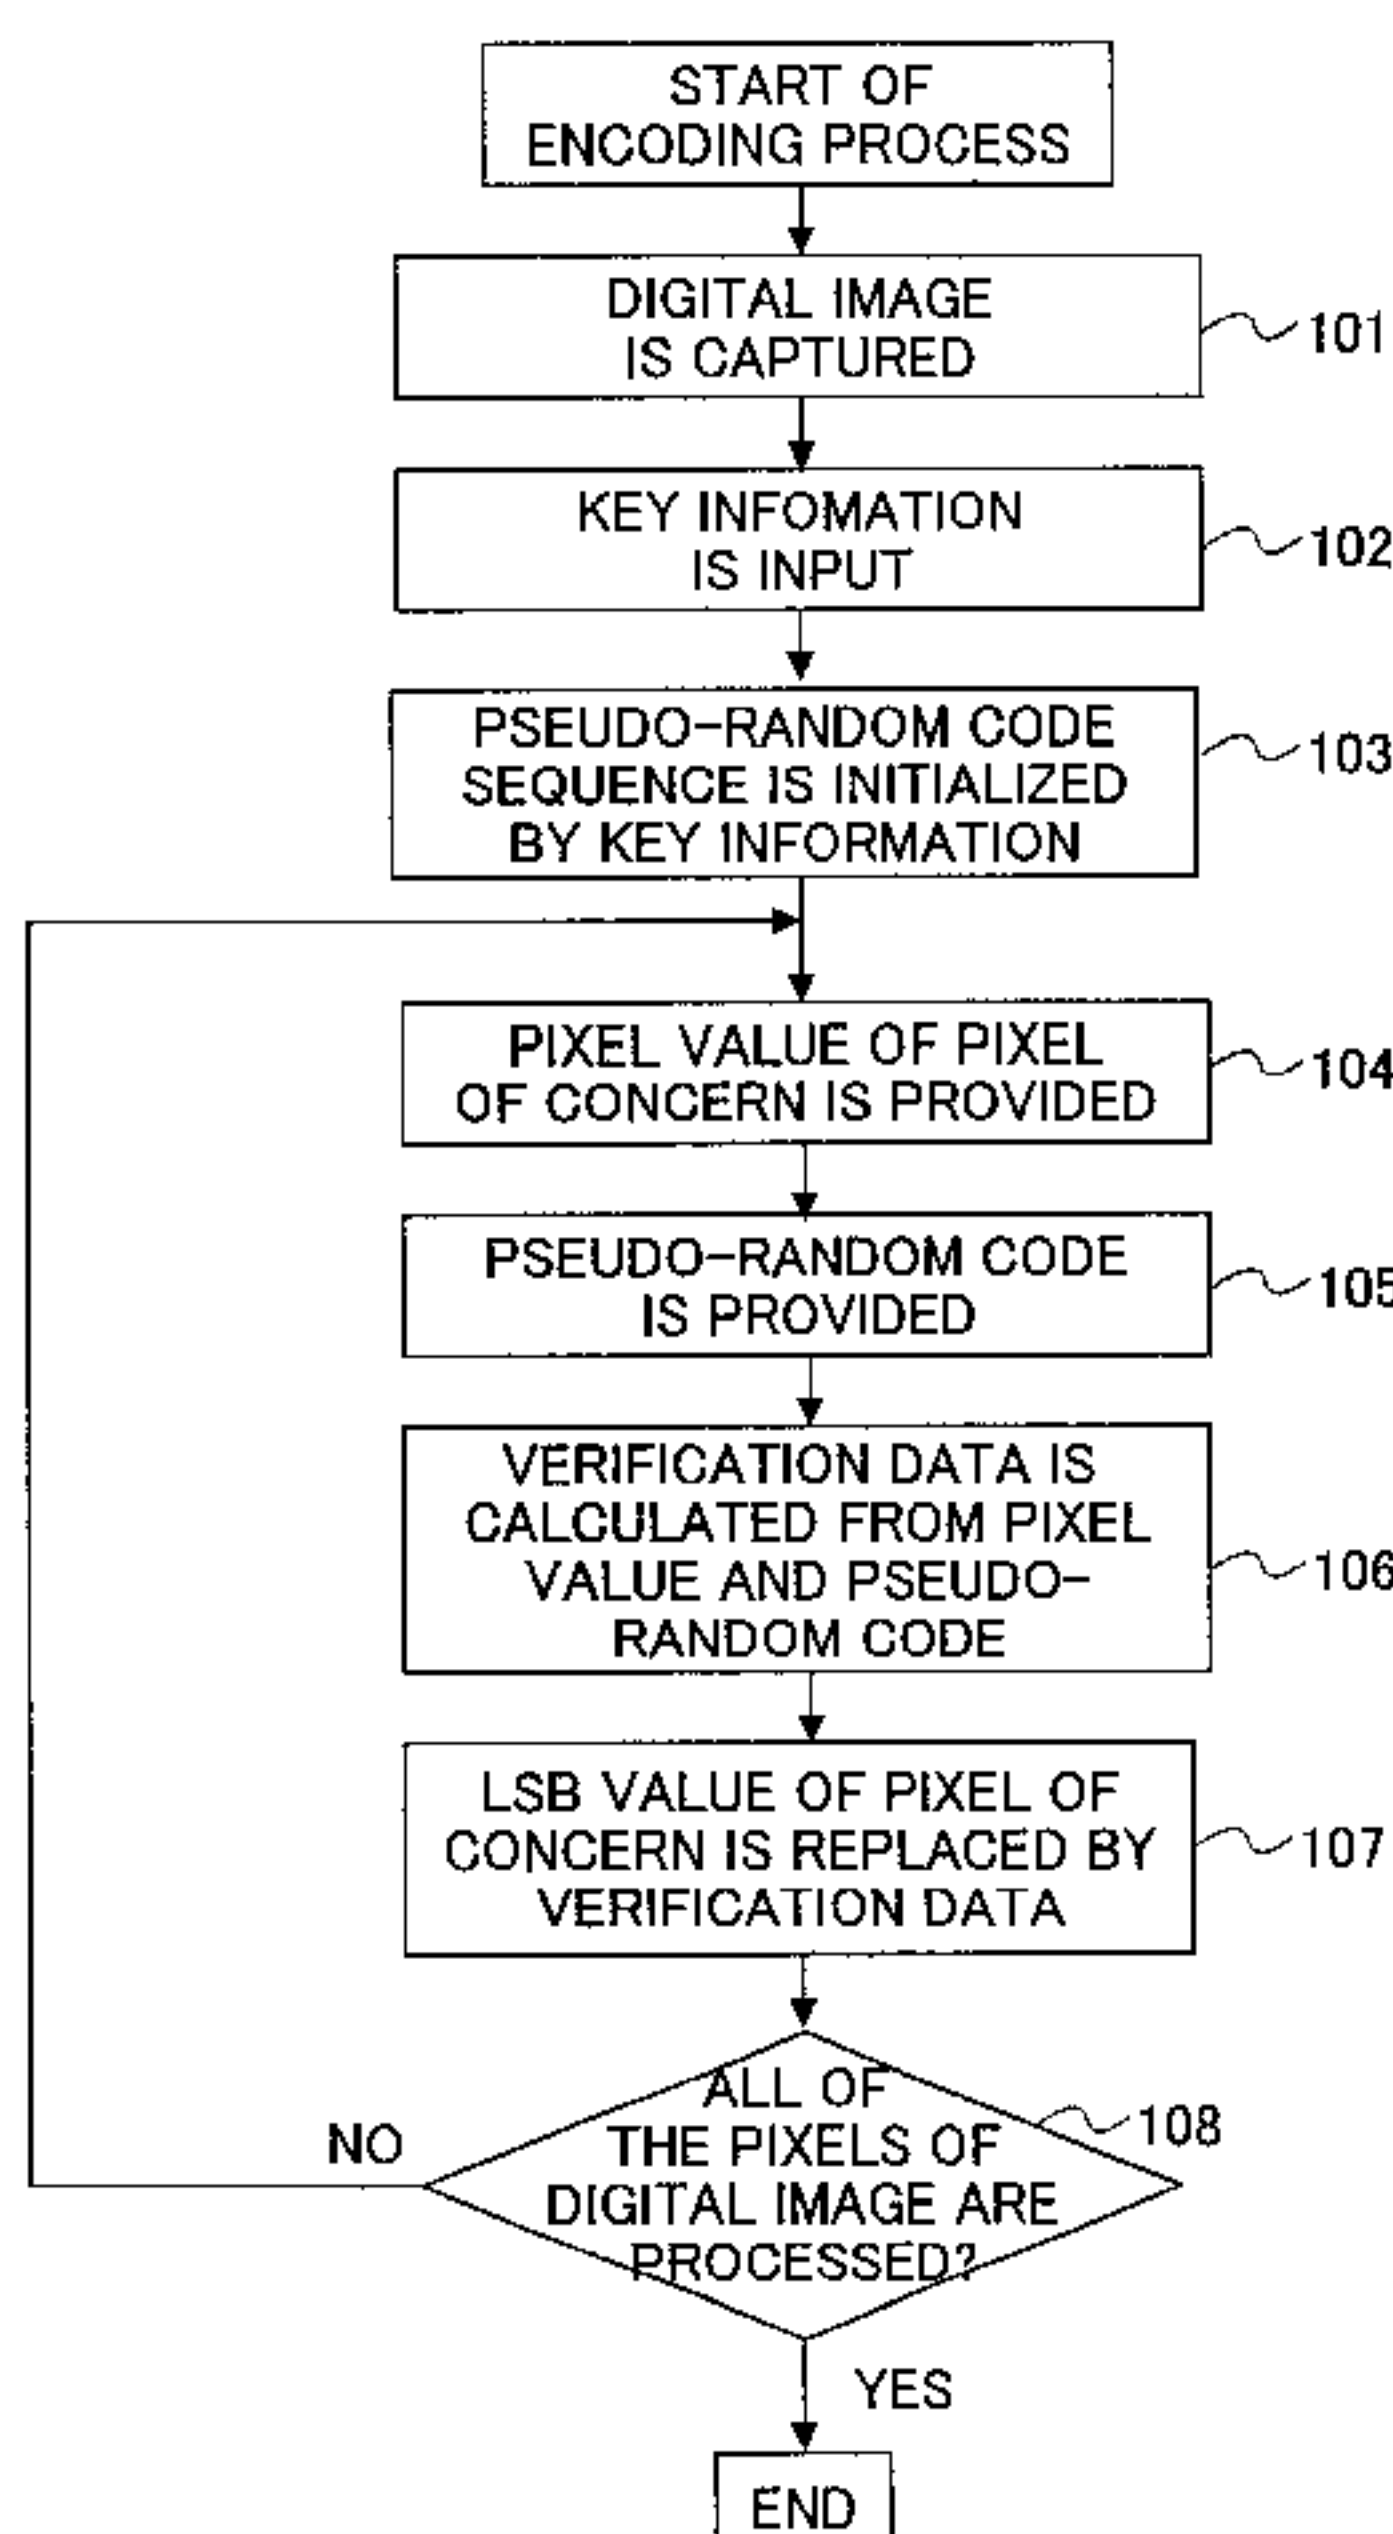 START OF
ENCODING PROCESS
DIGITAL IMAGE
IS CAPTURED
101
KEY INFOMATION
IS INPUT
102
PSEUDO-RANDOM CODE
SEQUENCE IS INITIALIZED
BY KEY INFORMATION
103
PIXEL VALUE OF PIXEL
OF CONCERN IS PROVIDED
104
PSEUDO-RANDOM CODE
IS PROVIDED
105
VERIFICATION DATA IS
CALCULATED FROM PIXEL
VALUE AND PSEUDO-
RANDOM CODE
106
LSB VALUE OF PIXEL OF
CONCERN IS REPLACED BY
VERIFICATION DATA
107
ALL OF
THE PIXELS OF
DIGITAL IMAGE ARE
PROCESSED?
108
NO
YES
END